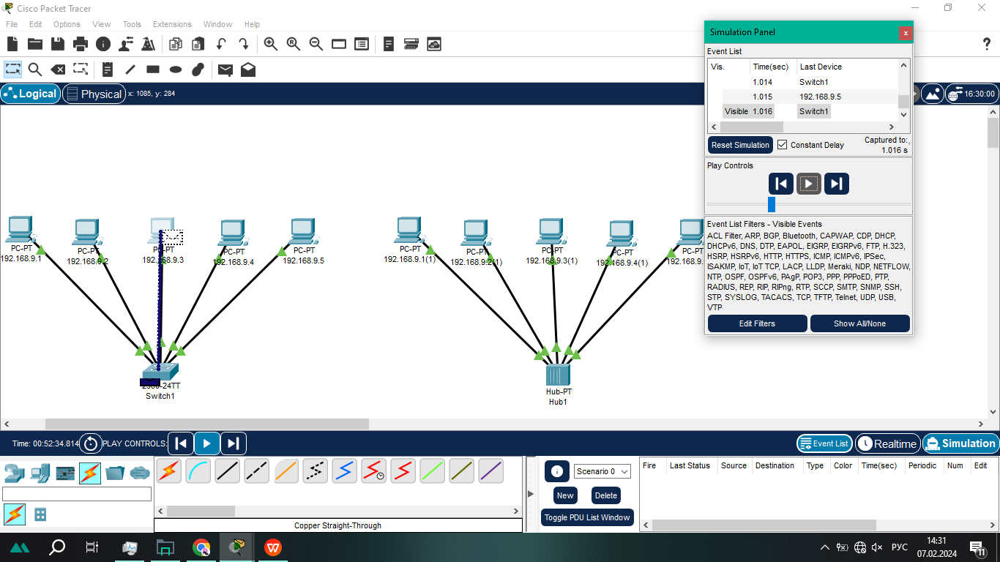 Cisco Packet Tracer
File Edit Options View Tools Extensions Window Help
Logical Physical x: 1085, y: 284
16:30:00
Simulation Panel
x
Event List
Vis. Time(sec) Last Device
1.014 Switch1
1.015 192.168.9.5
Visible 1.016 Switch1
Reset Simulation Constant Delay
Captured to:
1.016 s
Play Controls
Event List Filters - Visible Events
ACL Filter, ARP, BGP, Bluetooth, CAPWAP, CDP, DHCP,
DHCPv6, DNS, DTP, EAPOL, EIGRP, EIGRPv6, FTP, H.323,
HSRP, HSRPv6, HTTP, HTTPS, ICMP, ICMPv6, IPSec,
ISAKMP, IoT, IoT TCP, LACP, LLDP, Meraki, NDP, NETFLOW,
NTP, OSPF, OSPFv6, PAgP, POP3, PPP, PPPoED, PTP,
RADIUS, REP, RIP, RIPng, RTP, SCCP, SMTP, SNMP, SSH,
STP, SYSLOG, TACACS, TCP, TFTP, Telnet, UDP, USB,
VTP
Edit Filters Show All/None
PC-PT
192.168.9.1
PC-PT
192.168.9.2
PC-PT
192.168.9.3
PC-PT
192.168.9.4
PC-PT
192.168.9.5
PC-PT
192.168.9.1(1)
PC-PT
192.168.9.2(1)
PC-PT
192.168.9.3(1)
PC-PT
192.168.9.4(1)
PC-PT
192.168.9.
2960-24TT
Switch1
Hub-PT
Hub1
Time: 00:52:34.814 PLAY CONTROLS:
Event List Realtime Simulation
Scenario 0
New Delete
Toggle PDU List Window
Fire Last Status Source Destination Type Color Time(sec) Periodic Num Edit
Copper Straight-Through
РУС
14:31
07.02.2024
11